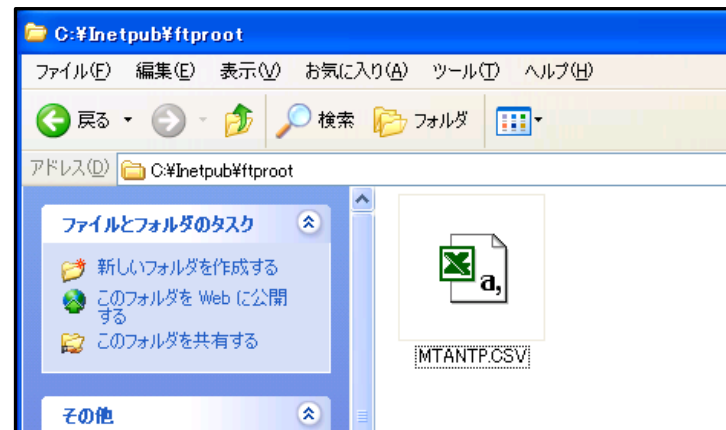 C:¥Inetpub¥ftproot
ファイル(F) 編集(E) 表示(V) お気に入り(A) ツール(T) ヘルプ(H)
戻る 検索 フォルダ
アドレス(D) C:¥Inetpub¥ftproot
ファイルとフォルダのタスク
新しいフォルダを作成する
このフォルダを Web に公開
する
このフォルダを共有する
その他
a,
MTANTP.CSV